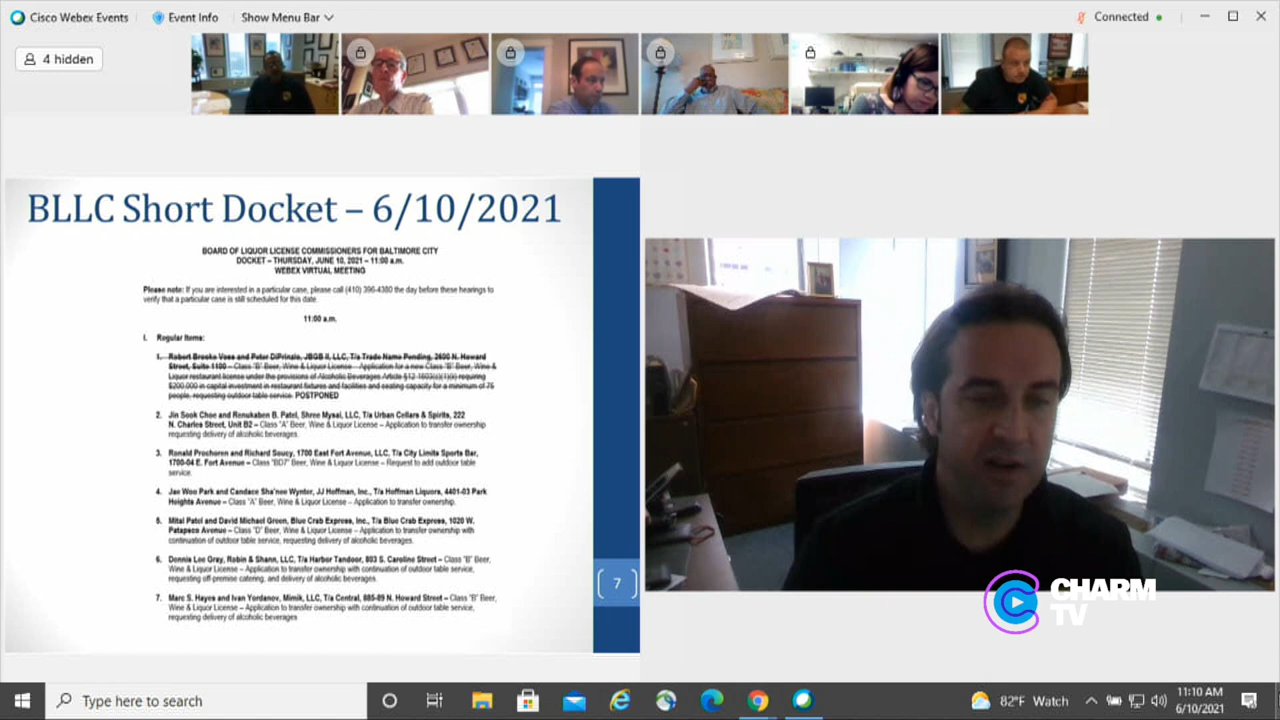 Cisco Webex Events
Event Info
Show Menu Bar
Connected
4 hidden
BLLC Short Docket – 6/10/2021
BOARD OF LIQUOR LICENSE COMMISSIONERS FOR BALTIMORE CITY
DOCKET – THURSDAY, JUNE 10, 2021 – 11:00 a.m.
WEBEX VIRTUAL MEETING
Please note: If you are interested in a particular case, please call (410) 396-4380 the day before these hearings to
verify that a particular case is still scheduled for this date.
11:00 a.m.
I. Regular Items:
1. Robert Brooke Voss and Peter DiPrinzio, JBGB II, LLC, T/a Trade Name Pending, 2600 N. Howard
Street, Suite 1100 – Class "B" Beer, Wine & Liquor License – Application for a new Class "B" Beer, Wine &
Liquor restaurant license under the provisions of Alcoholic Beverages Article requiring
$200,000 in capital investment in restaurant fixtures and facilities and seating capacity for a minimum of 75
people, requesting outdoor table service. POSTPONED
2. Jin Sook Choe and Renukaben B. Patel, Shree Mysai, LLC, T/a Urban Cellars & Spirits, 222
N. Charles Street, Unit B2 – Class "A" Beer, Wine & Liquor License – Application to transfer ownership
requesting delivery of alcoholic beverages.
3. Ronald Prochoren and Richard Soucy, 1700 East Fort Avenue, LLC, T/a City Limits Sports Bar,
1700-04 E. Fort Avenue – Class "BD7" Beer, Wine & Liquor License – Request to add outdoor table
service.
4. Jae Woo Park and Candace Sha'nee Wynter, JJ Hoffman, Inc., T/a Hoffman Liquors, 4401-03 Park
Heights Avenue – Class "A" Beer, Wine & Liquor License – Application to transfer ownership.
5. Mital Patel and David Michael Green, Blue Crab Express, Inc., T/a Blue Crab Express, 1020 W.
Patapsco Avenue – Class "D" Beer, Wine & Liquor License – Application to transfer ownership with
continuation of outdoor table service, requesting delivery of alcoholic beverages.
6. Dennis Lee Gray, Robin & Shann, LLC, T/a Harbor Tandoor, 803 S. Caroline Street – Class "B" Beer,
Wine & Liquor License – Application to transfer ownership with continuation of outdoor table service,
requesting off-premise catering, and delivery of alcoholic beverages.
7. Marc S. Hayes and Ivan Yordanov, Mimik, LLC, T/a Central, 885-89 N. Howard Street – Class "B" Beer,
Wine & Liquor License – Application to transfer ownership with continuation of outdoor table service,
requesting delivery of alcoholic beverages
7
CHARM
TV
Type here to search
82°F Watch
11:10 AM
6/10/2021